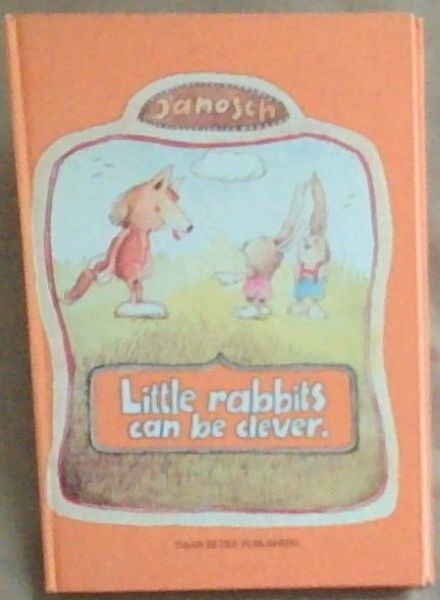 Janosch
Little rabbits
can be clever.